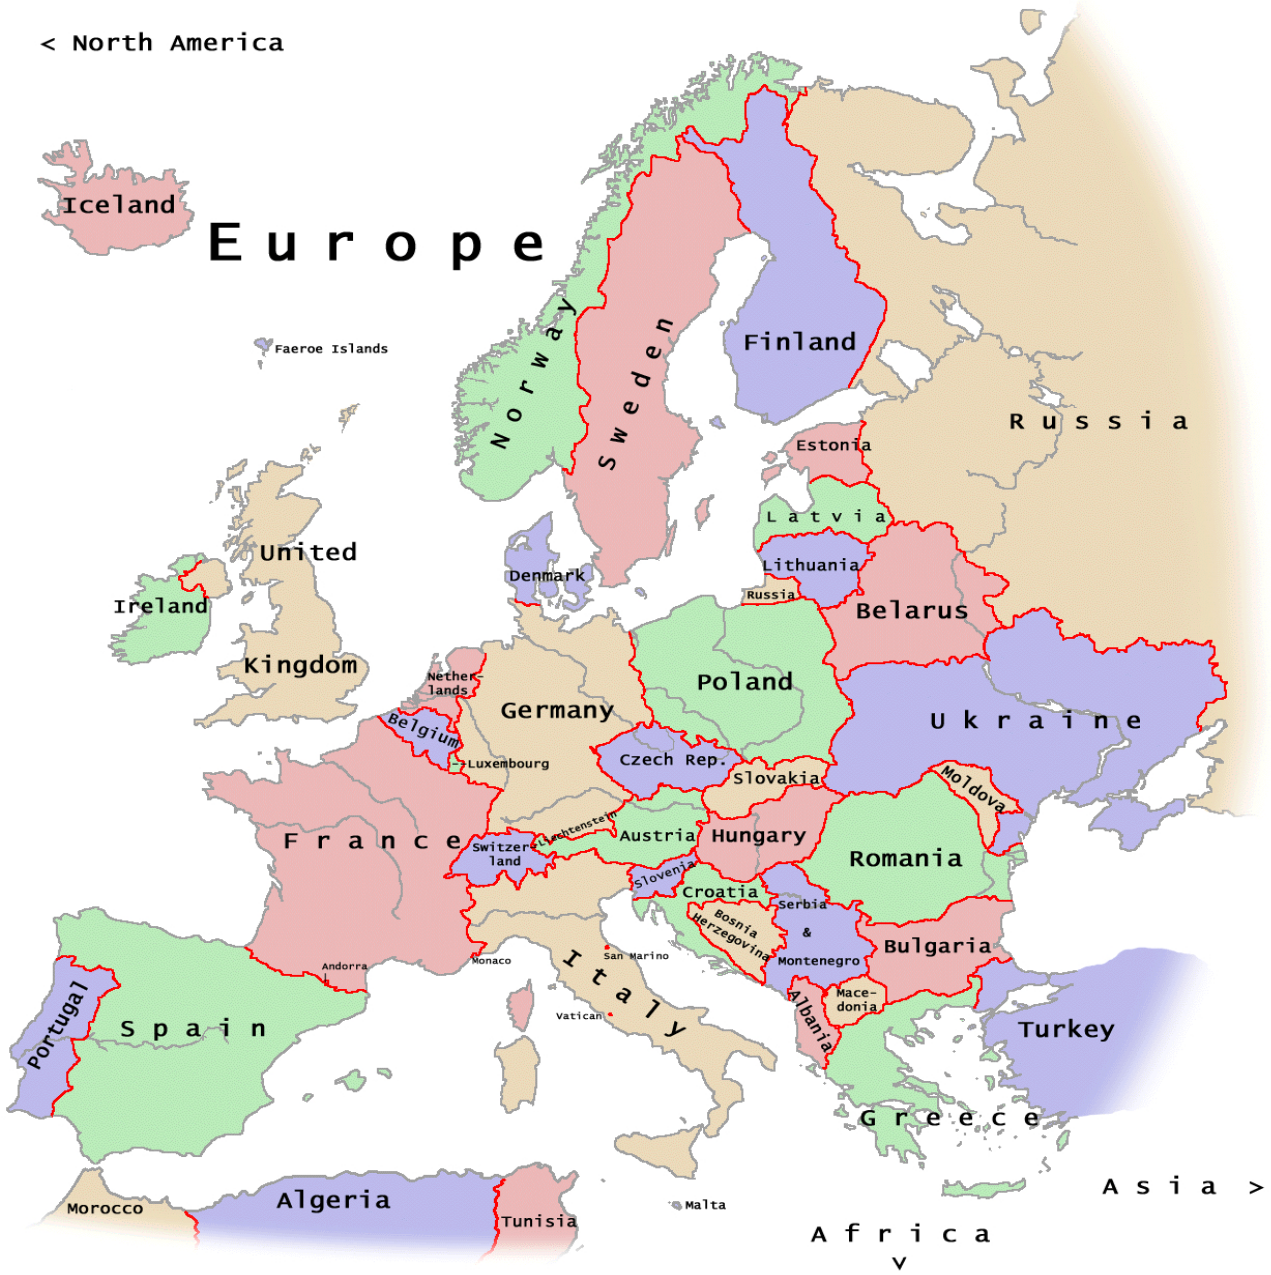 < North America
Iceland
Europe
Faeroe Islands
Norway
Sweden
Finland
Russia
Estonia
Latvia
Lithuania
Russia
Belarus
United
Kingdom
Ireland
Denmark
Nether-
lands
Belgium
--Luxembourg
Germany
Poland
Czech Rep.
Slovakia
Ukraine
Moldova
France
Switzer-
land
-Liechtenstein
Austria
Hungary
Romania
Slovenia
Croatia
Bosnia
Herzegovina
Serbia
&
Montenegro
Bulgaria
Mace-
donia
Albania
Italy
San Marino
Vatican
Monaco
Andorra
Portugal
Spain
Turkey
Greece
Malta
Morocco
Algeria
Tunisia
Asia >
Africa
v